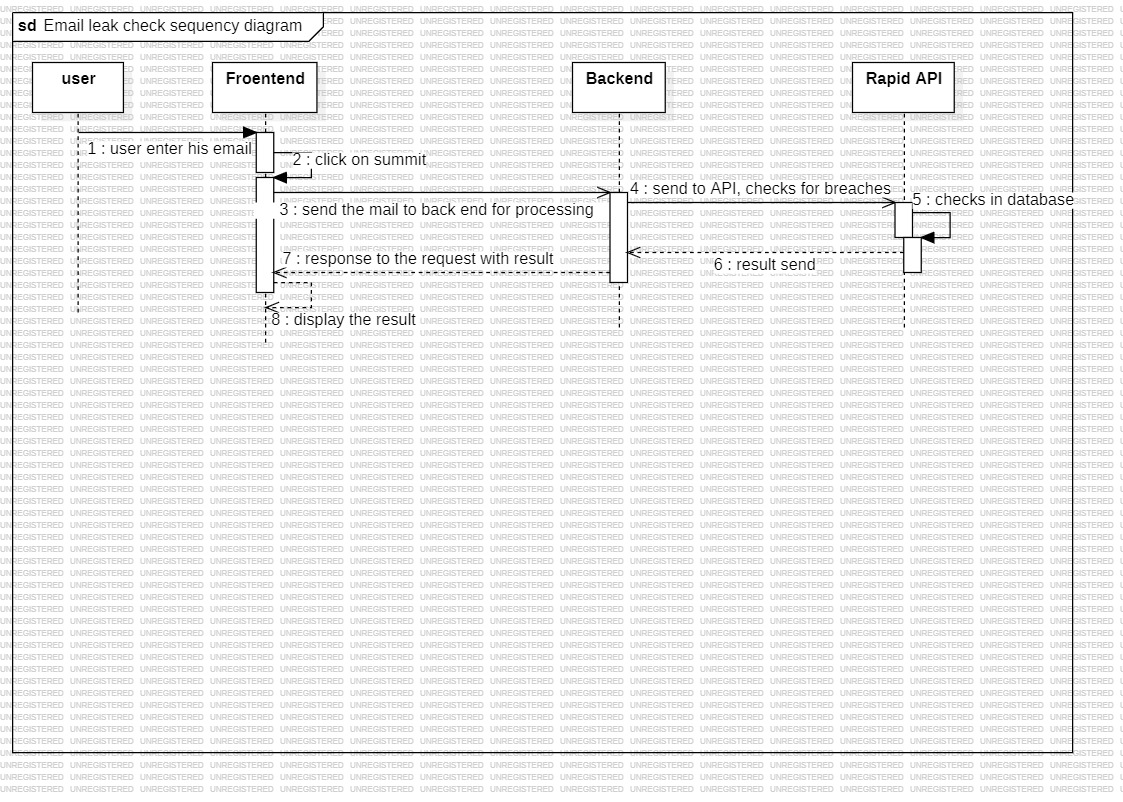 sd Email leak check sequency diagram
user
Froentend
Backend
Rapid API
1 : user enter his email
2 : click on summit
3 : send the mail to back end for processing
4 : send to API, checks for breaches
5 : checks in database
6 : result send
7 : response to the request with result
8 : display the result
UNREGISTERED